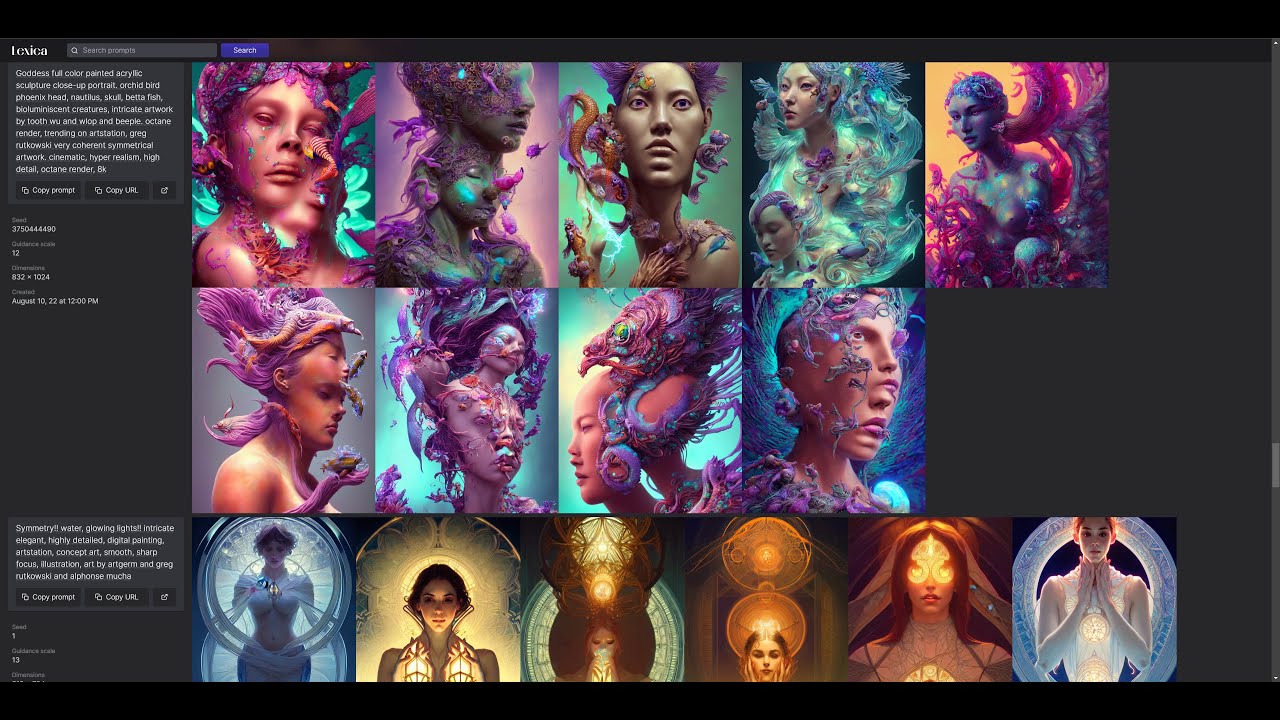 Lexica
Search prompts
Search
Goddess full color painted acryllic
sculpture close-up portrait. orchid bird
phoenix head, nautilus, skull, betta fish,
bioluminiscent creatures, intricate artwork
by tooth wu and wlop and beeple. octane
render, trending on artstation, greg
rutkowski very coherent symmetrical
artwork. cinematic, hyper realism, high
detail, octane render, 8k
Copy prompt
Copy URL
Seed
3750444490
Guidance scale
12
Dimensions
832 × 1024
Created
August 10, 22 at 12:00 PM
Symmetry!! water, glowing lights!! intricate
elegant, highly detailed, digital painting,
artstation, concept art, smooth, sharp
focus, illustration, art by artgerm and greg
rutkowski and alphonse mucha
Copy prompt
Copy URL
Seed
1
Guidance scale
13
Dimensions